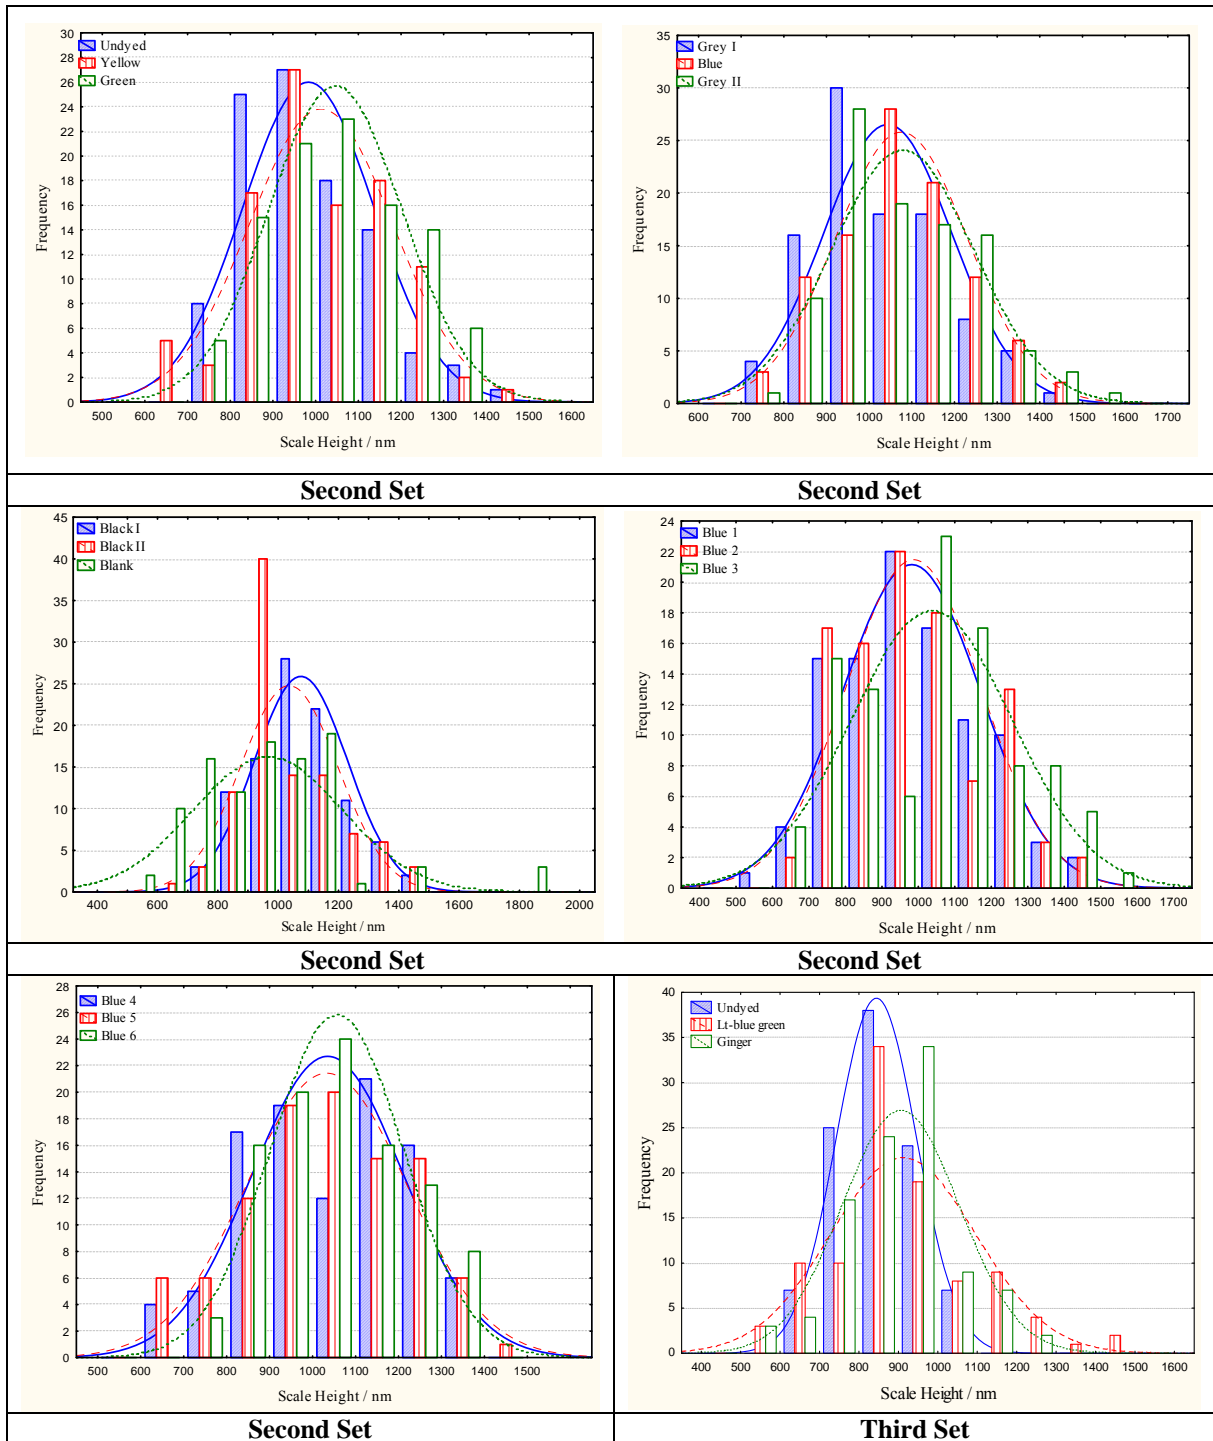 Undyed
Yellow
Green
Frequency
30
28
26
24
22
20
18
16
14
12
10
8
6
4
2
0
500 600 700 800 900 1000 1100 1200 1300 1400 1500 1600
Scale Height / nm
Grey I
Blue
Grey II
Frequency
35
30
25
20
15
10
5
0
600 700 800 900 1000 1100 1200 1300 1400 1500 1600 1700
Scale Height / nm
Second Set Second Set
Black I
Black II
Blank
Frequency
45
40
35
30
25
20
15
10
5
0
400 600 800 1000 1200 1400 1600 1800 2000
Scale Height / nm
Blue 1
Blue 2
Blue 3
Frequency
24
22
20
18
16
14
12
10
8
6
4
2
0
400 500 600 700 800 900 1000 1100 1200 1300 1400 1500 1600 1700
Scale Height / nm
Second Set Second Set
Blue 4
Blue 5
Blue 6
Frequency
28
26
24
22
20
18
16
14
12
10
8
6
4
2
0
500 600 700 800 900 1000 1100 1200 1300 1400 1500
Scale Height / nm
Undyed
Lt-blue green
Ginger
Frequency
40
35
30
25
20
15
10
5
0
400 500 600 700 800 900 1000 1100 1200 1300 1400 1500 1600
Scale Height/ nm
Second Set Third Set